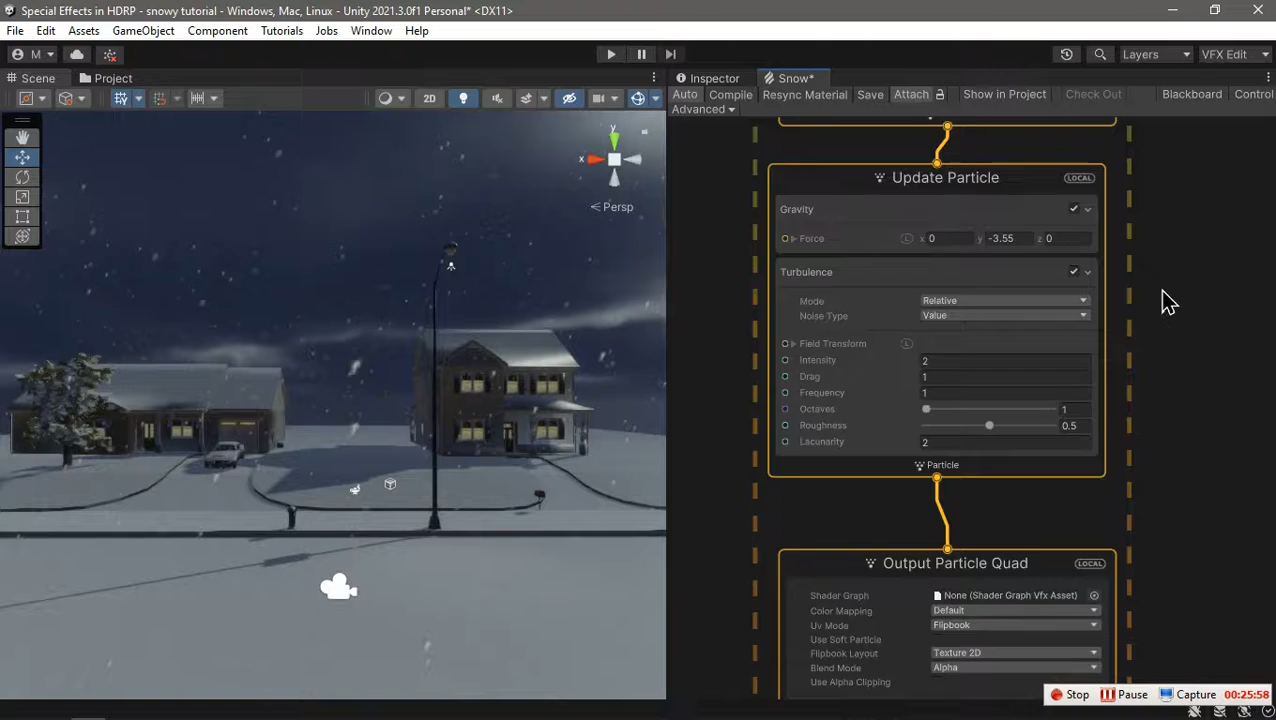 Special Effects in HDRP - snowy tutorial - Windows, Mac, Linux - Unity 2021.3.0f1 Personal* <DX11>
File Edit Assets GameObject Component Tutorials Jobs Window Help
M Layers VFX Edit
Scene Project Inspector Snow*
2D Auto Compile Resync Material Save Attach Show in Project Check Out Blackboard Control
Advanced
y
x
Persp
Update Particle LOCAL
Gravity
Force L x 0 y -3.55 z 0
Turbulence
Mode Relative
Noise Type Value
Field Transform L
Intensity 2
Drag 1
Frequency 1
Octaves 1
Roughness 0.5
Lacunarity 2
Particle
Output Particle Quad LOCAL
Shader Graph None (Shader Graph Vfx Asset)
Color Mapping Default
Uv Mode Flipbook
Use Soft Particle
Flipbook Layout Texture 2D
Blend Mode Alpha
Use Alpha Clipping
Stop Pause Capture 00:25:58